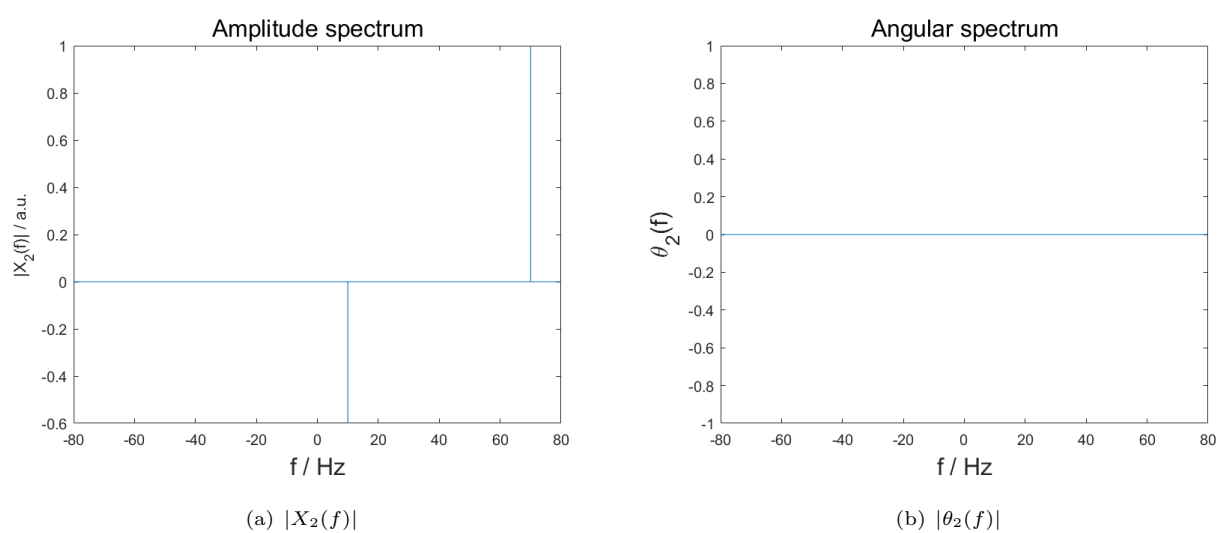 Amplitude spectrum
1
0.8
0.6
0.4
0.2
0
-0.2
-0.4
-0.6
|X2(f)| / a.u.
-80 -60 -40 -20 0 20 40 60 80
f / Hz
(a) |X2(f)|
Angular spectrum
1
0.8
0.6
0.4
0.2
0
-0.2
-0.4
-0.6
-0.8
-1
θ2(f)
-80 -60 -40 -20 0 20 40 60 80
f / Hz
(b) |θ2(f)|